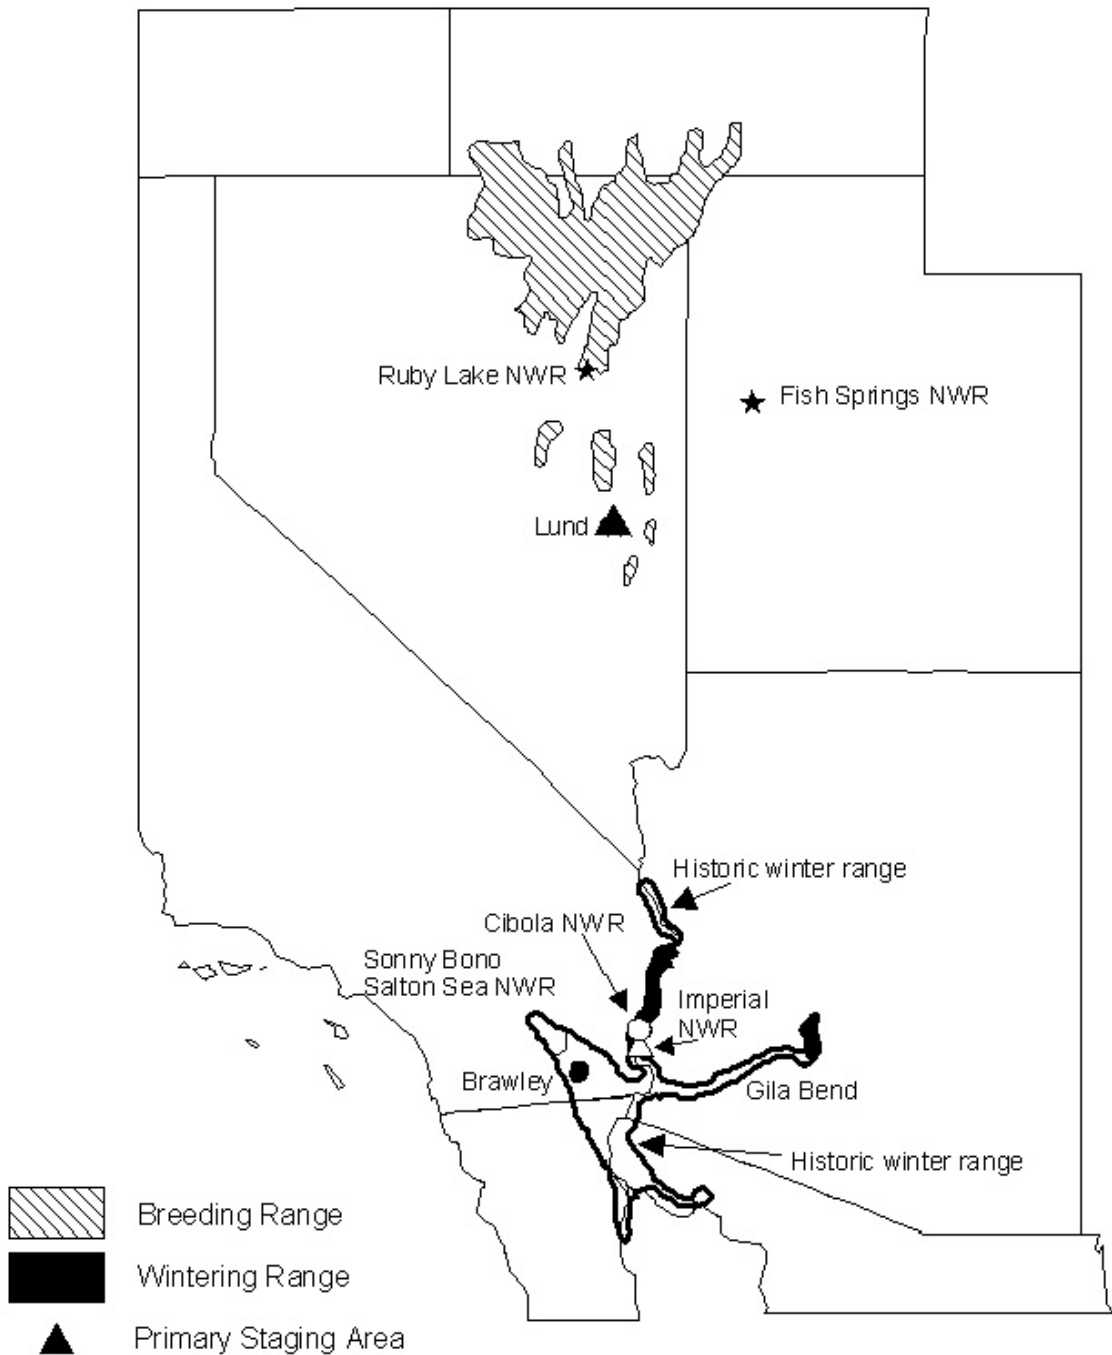 Ruby Lake NWR
Fish Springs NWR
Lund
Historic winter range
Cibola NWR
Sonny Bono
Salton Sea NWR
Imperial
NWR
Brawley
Gila Bend
Historic winter range
Breeding Range
Wintering Range
Primary Staging Area